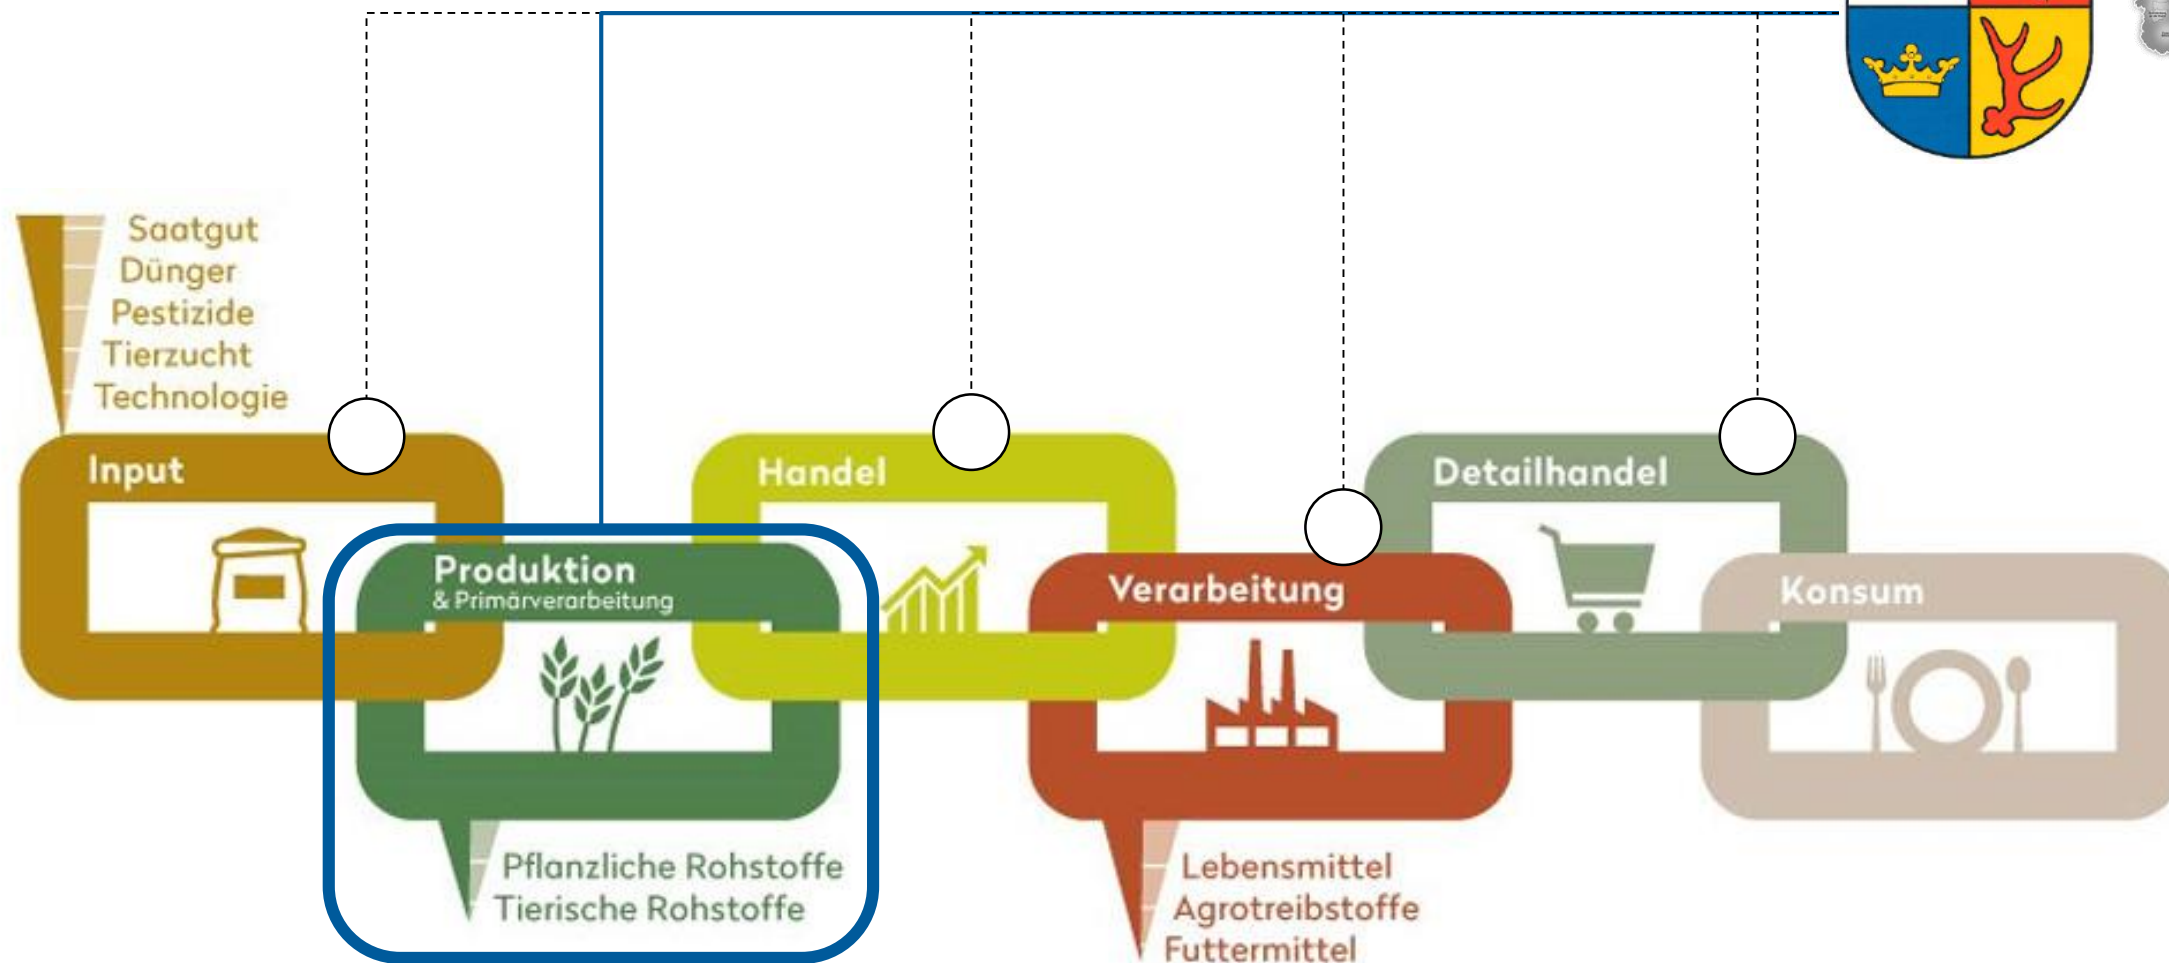 Saatgut
Dünger
Pestizide
Tierzucht
Technologie
Input
Produktion
& Primärverarbeitung
Pflanzliche Rohstoffe
Tierische Rohstoffe
Handel
Verarbeitung
Lebensmittel
Agrotreibstoffe
Futtermittel
Detailhandel
Konsum